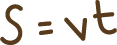 S = vt